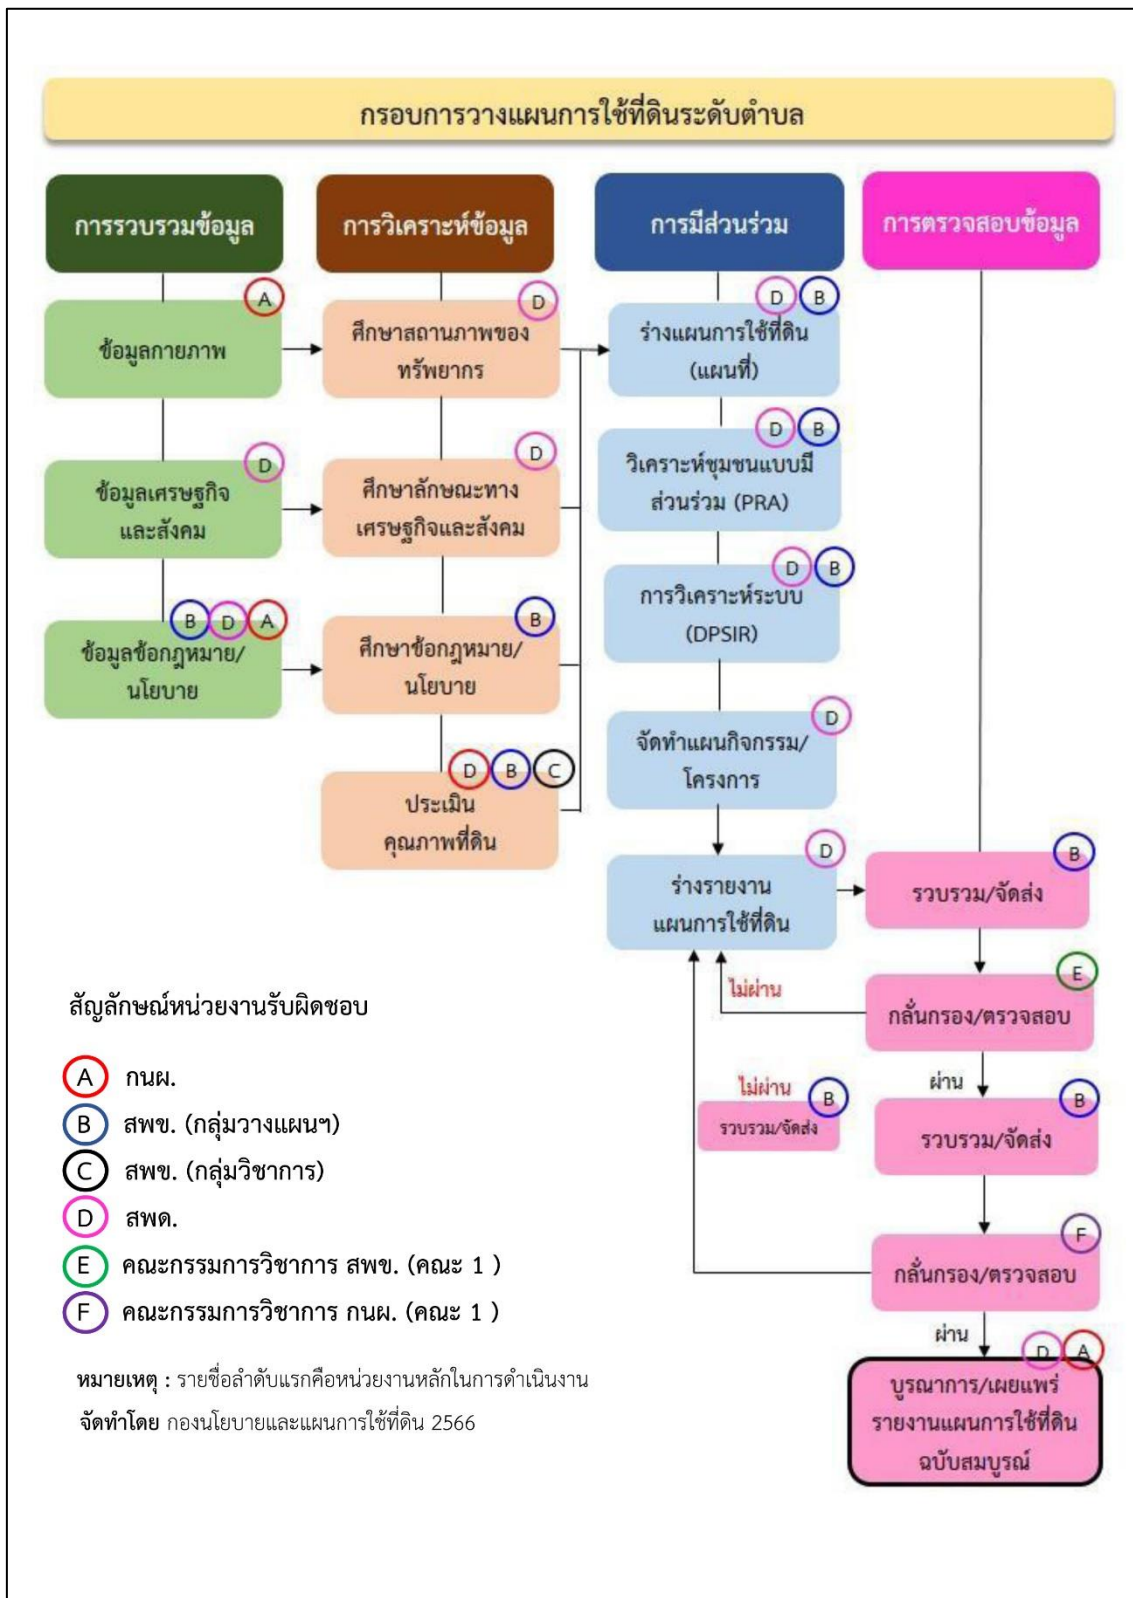 กรอบการวางแผนการใช้ที่ดินระดับตำบล
การรวบรวมข้อมูล
A
ข้อมูลกายภาพ
D
ข้อมูลเศรษฐกิจ
และสังคม
B D A
ข้อมูลข้อกฎหมาย/
นโยบาย
การวิเคราะห์ข้อมูล
D
ศึกษาสถานภาพของ
ทรัพยากร
D
ศึกษาลักษณะทาง
เศรษฐกิจและสังคม
B
ศึกษาข้อกฎหมาย/
นโยบาย
D B C
ประเมิน
คุณภาพที่ดิน
การมีส่วนร่วม
D B
ร่างแผนการใช้ที่ดิน
(แผนที่)
D B
วิเคราะห์ชุมชนแบบมี
ส่วนร่วม (PRA)
D B
การวิเคราะห์ระบบ
(DPSIR)
D
จัดทำแผนกิจกรรม/
โครงการ
D
ร่างรายงาน
แผนการใช้ที่ดิน
การตรวจสอบข้อมูล
B
รวบรวม/จัดส่ง
E
กลั่นกรอง/ตรวจสอบ
ไม่ผ่าน
ผ่าน
B
รวบรวม/จัดส่ง
ไม่ผ่าน
B
รวบรวม/จัดส่ง
F
กลั่นกรอง/ตรวจสอบ
ผ่าน
D A
บูรณาการ/เผยแพร่
รายงานแผนการใช้ที่ดิน
ฉบับสมบูรณ์
สัญลักษณ์หน่วยงานรับผิดชอบ
A กนผ.
B สพข. (กลุ่มวางแผนฯ)
C สพข. (กลุ่มวิชาการ)
D สพด.
E คณะกรรมการวิชาการ สพข. (คณะ 1 )
F คณะกรรมการวิชาการ กนผ. (คณะ 1 )
หมายเหตุ : รายชื่อลำดับแรกคือหน่วยงานหลักในการดำเนินงาน
จัดทำโดย กองนโยบายและแผนการใช้ที่ดิน 2566